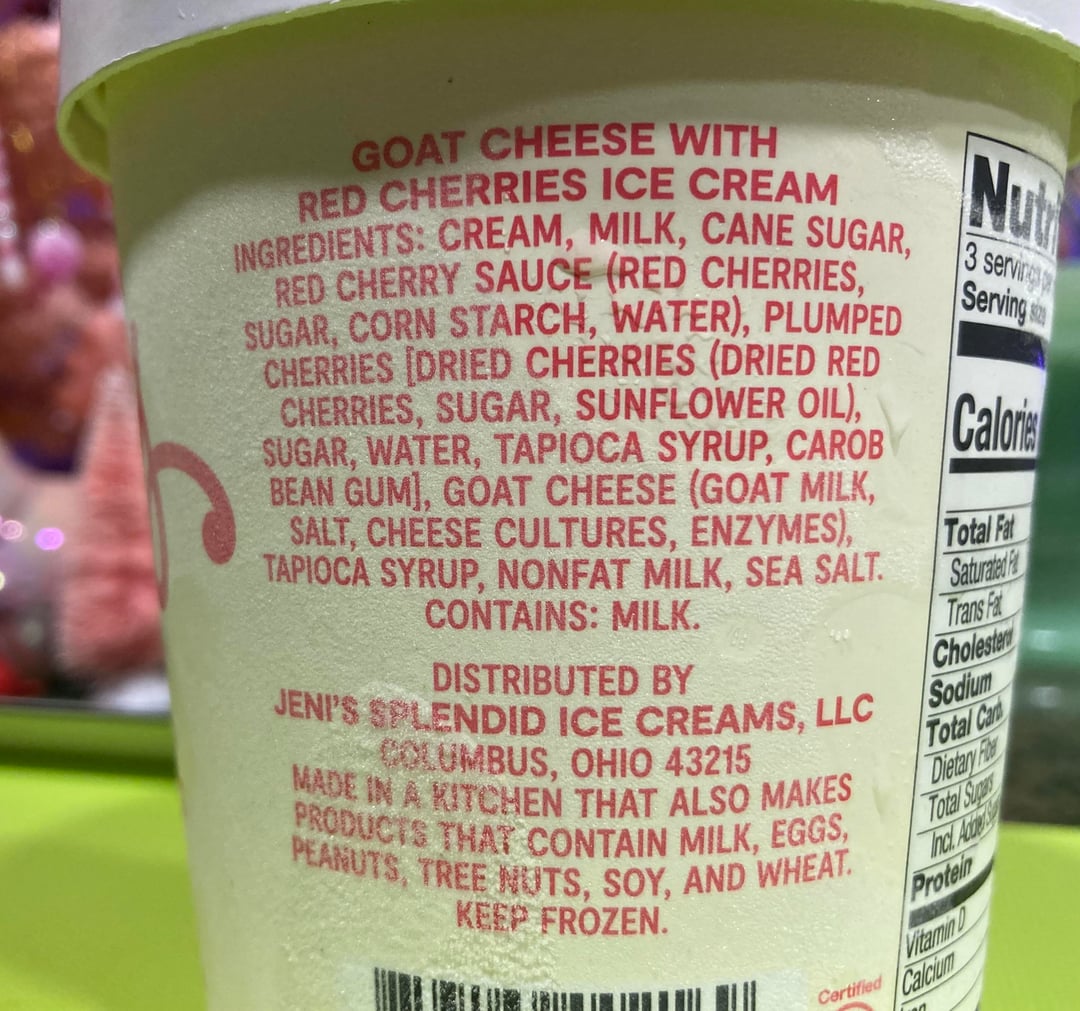 GOAT CHEESE WITH
RED CHERRIES ICE CREAM
INGREDIENTS: CREAM, MILK, CANE SUGAR,
RED CHERRY SAUCE (RED CHERRIES,
SUGAR, CORN STARCH, WATER), PLUMPED
CHERRIES [DRIED CHERRIES (DRIED RED
CHERRIES, SUGAR, SUNFLOWER OIL),
SUGAR, WATER, TAPIOCA SYRUP, CAROB
BEAN GUM], GOAT CHEESE (GOAT MILK,
SALT, CHEESE CULTURES, ENZYMES),
TAPIOCA SYRUP, NONFAT MILK, SEA SALT.
CONTAINS: MILK.
DISTRIBUTED BY
JENI'S SPLENDID ICE CREAMS, LLC
COLUMBUS, OHIO 43215
MADE IN A KITCHEN THAT ALSO MAKES
PRODUCTS THAT CONTAIN MILK, EGGS,
PEANUTS, TREE NUTS, SOY, AND WHEAT.
KEEP FROZEN.
Certified
3 servings
Serving size
Calories
Total Fat
Saturated Fat
Trans Fat
Cholesterol
Sodium
Total Carb.
Dietary Fiber
Total Sugars
Incl. Added
Protein
Vitamin D
Calcium